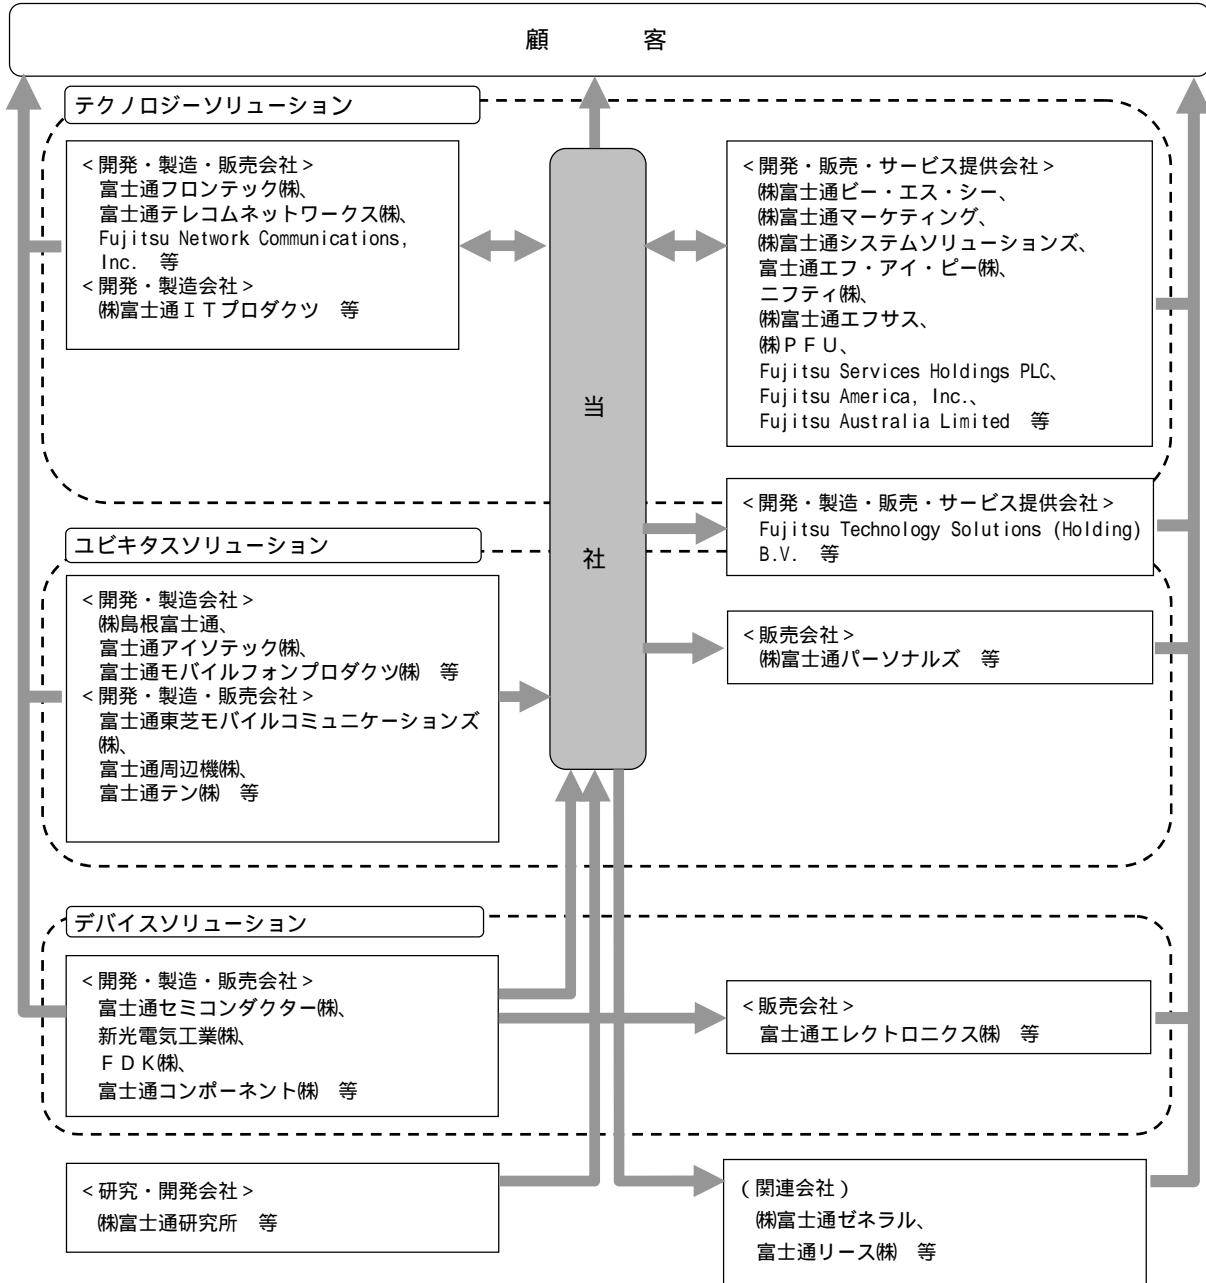 顧　客
テクノロジーソリューション
＜開発・製造・販売会社＞
富士通フロンテック㈱、
富士通テレコムネットワークス㈱、
Fujitsu Network Communications,
Inc.　等
＜開発・製造会社＞
㈱富士通ＩＴプロダクツ　等
当
社
＜開発・販売・サービス提供会社＞
㈱富士通ビー・エス・シー、
㈱富士通マーケティング、
㈱富士通システムソリューションズ、
富士通エフ・アイ・ピー㈱、
ニフティ㈱、
㈱富士通エフサス、
㈱ＰＦＵ、
Fujitsu Services Holdings PLC、
Fujitsu America, Inc.、
Fujitsu Australia Limited　等
＜開発・製造・販売・サービス提供会社＞
Fujitsu Technology Solutions (Holding)
B.V.　等
ユビキタスソリューション
＜開発・製造会社＞
㈱島根富士通、
富士通アイソテック㈱、
富士通モバイルフォンプロダクツ㈱　等
＜開発・製造・販売会社＞
富士通東芝モバイルコミュニケーションズ
㈱、
富士通周辺機㈱、
富士通テン㈱　等
＜販売会社＞
㈱富士通パーソナルズ　等
デバイスソリューション
＜開発・製造・販売会社＞
富士通セミコンダクター㈱、
新光電気工業㈱、
ＦＤＫ㈱、
富士通コンポーネント㈱　等
＜販売会社＞
富士通エレクトロニクス㈱　等
＜研究・開発会社＞
㈱富士通研究所　等
（関連会社）
㈱富士通ゼネラル、
富士通リース㈱　等